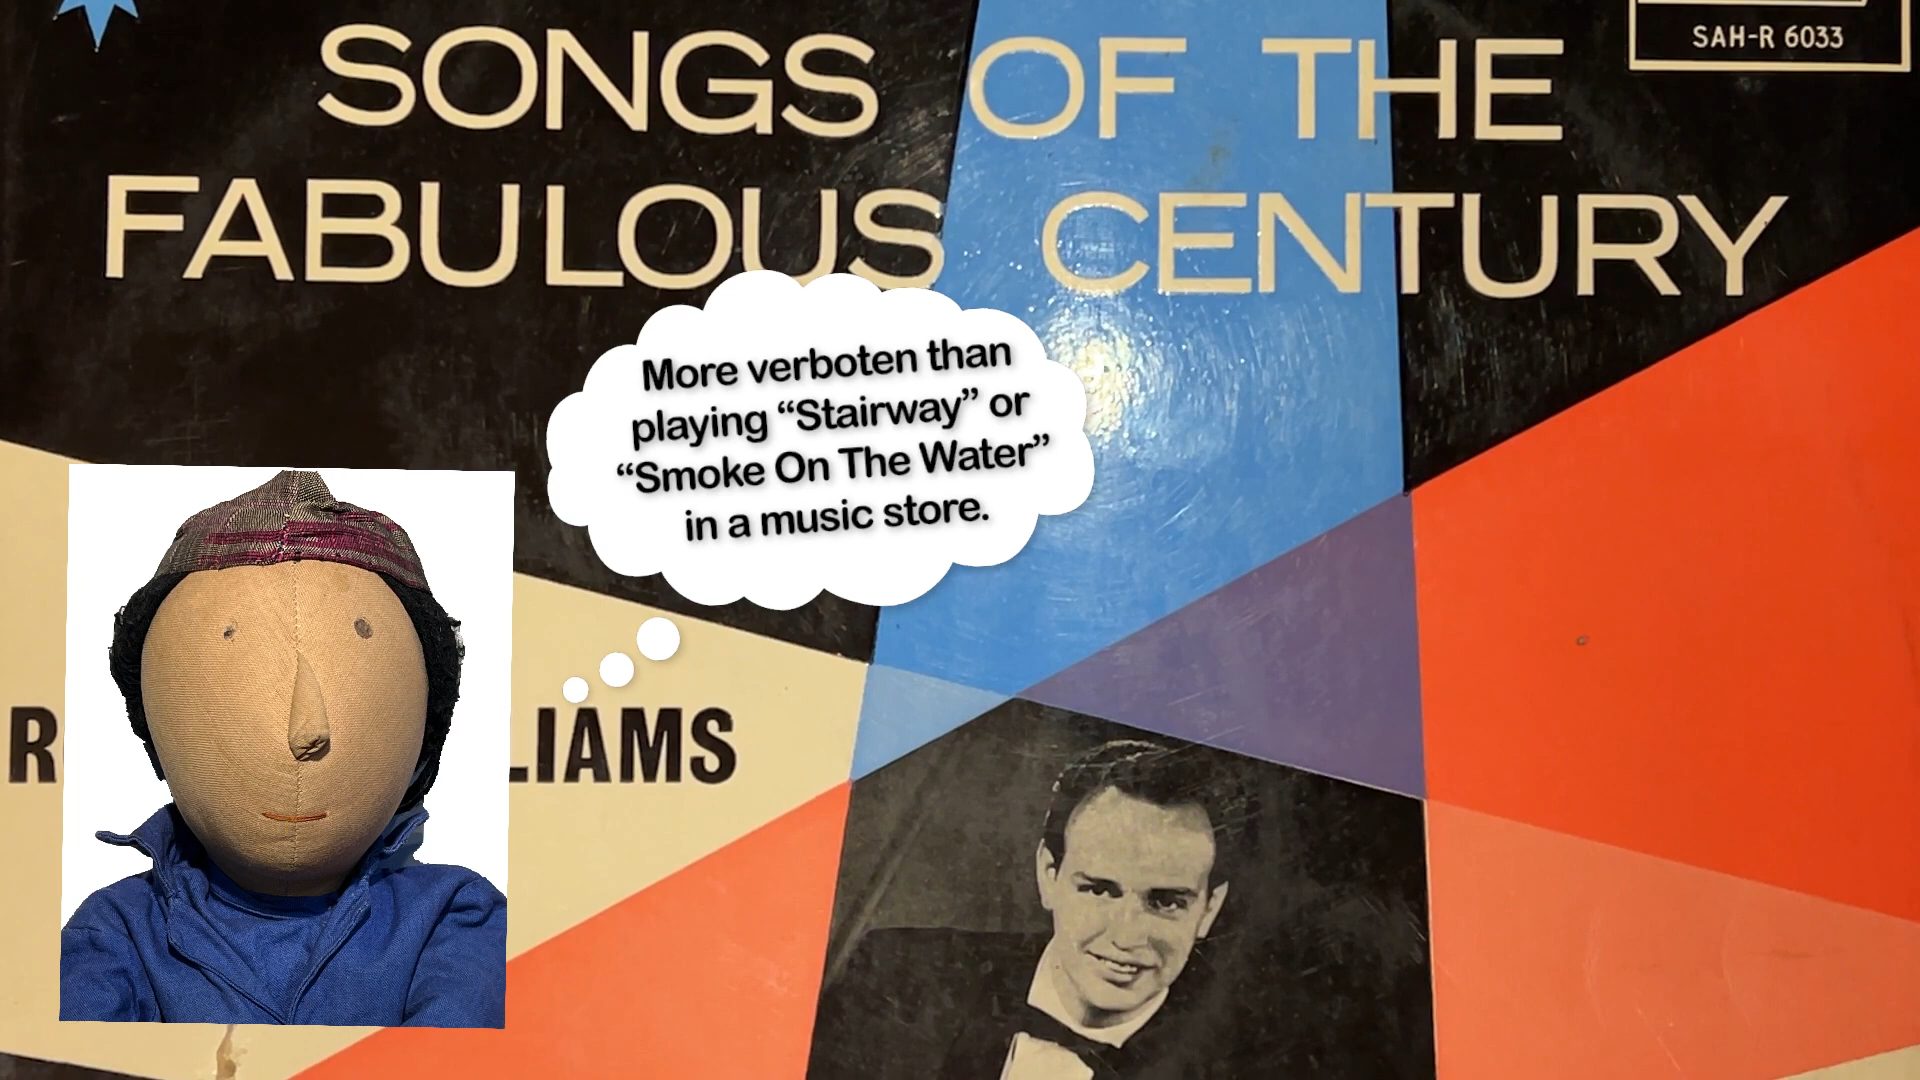 SAH-R 6033
SONGS OF THE
FABULOUS CENTURY
More verboten than
playing “Stairway” or
“Smoke On The Water”
in a music store.
R
LIAMS